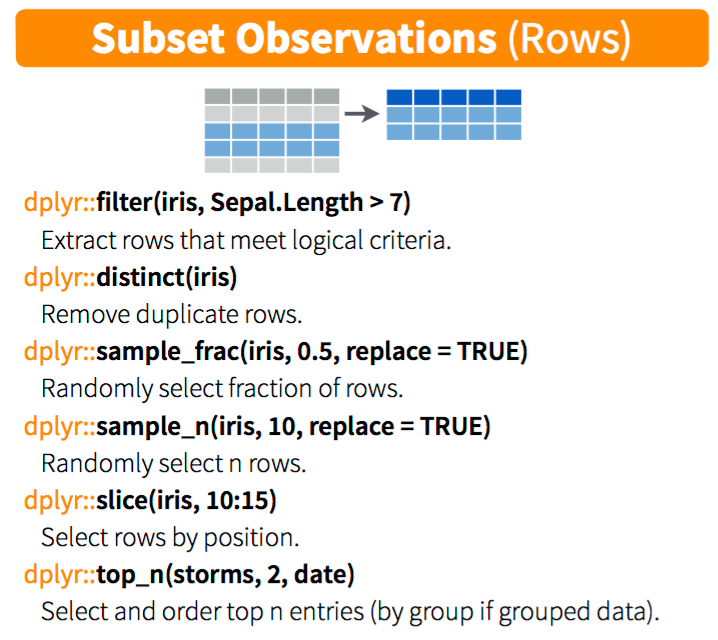 Subset Observations (Rows)
dplyr::filter(iris, Sepal.Length > 7)
Extract rows that meet logical criteria.
dplyr::distinct(iris)
Remove duplicate rows.
dplyr::sample_frac(iris, 0.5, replace = TRUE)
Randomly select fraction of rows.
dplyr::sample_n(iris, 10, replace = TRUE)
Randomly select n rows.
dplyr::slice(iris, 10:15)
Select rows by position.
dplyr::top_n(storms, 2, date)
Select and order top n entries (by group if grouped data).